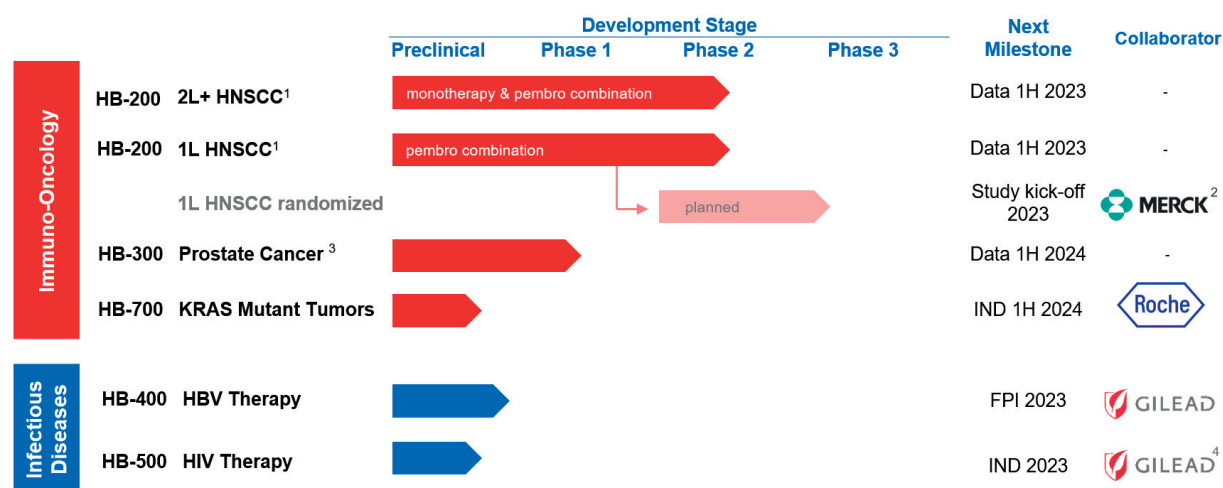 Development Stage
Preclinical Phase 1 Phase 2 Phase 3
Next
Milestone
Collaborator
Immuno-Oncology
HB-200 2L+ HNSCC¹ monotherapy & pembro combination Data 1H 2023 -
HB-200 1L HNSCC¹ pembro combination Data 1H 2023 -
1L HNSCC randomized planned Study kick-off
2023
MERCK²
HB-300 Prostate Cancer ³ Data 1H 2024 -
HB-700 KRAS Mutant Tumors IND 1H 2024 Roche
Infectious
Diseases
HB-400 HBV Therapy FPI 2023 GILEAD
HB-500 HIV Therapy IND 2023 GILEAD⁴